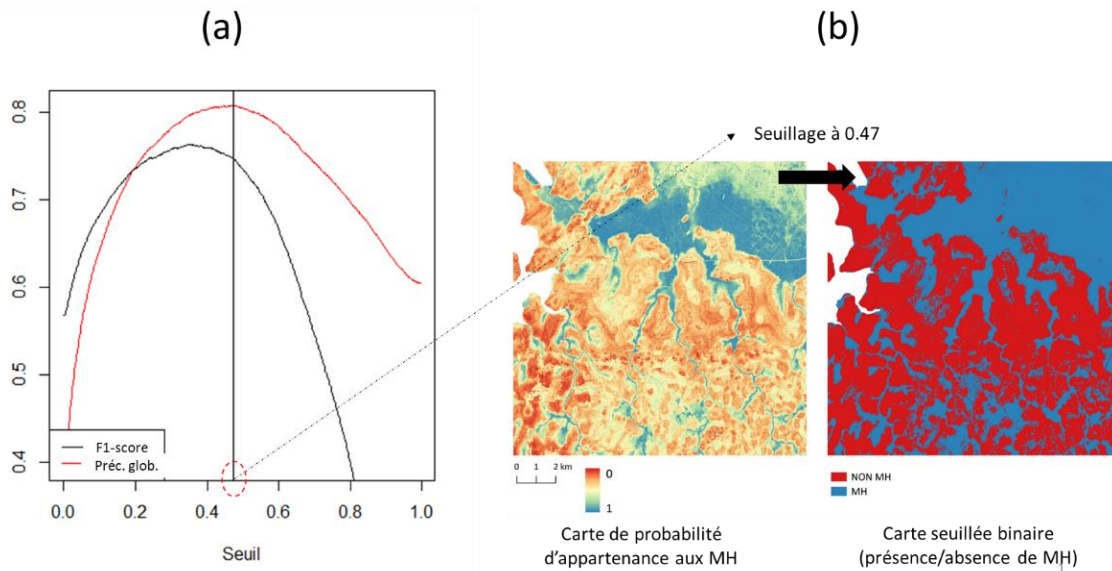 (a)
0.8
0.7
0.6
0.5
0.4
F1-score
Préc. glob.
0.0 0.2 0.4 0.6 0.8 1.0
Seuil
(b)
Seuillage à 0.47
0 1 2 km
0
1
NON MH
MH
Carte de probabilité
d'appartenance aux MH
Carte seuillée binaire
(présence/absence de MH)